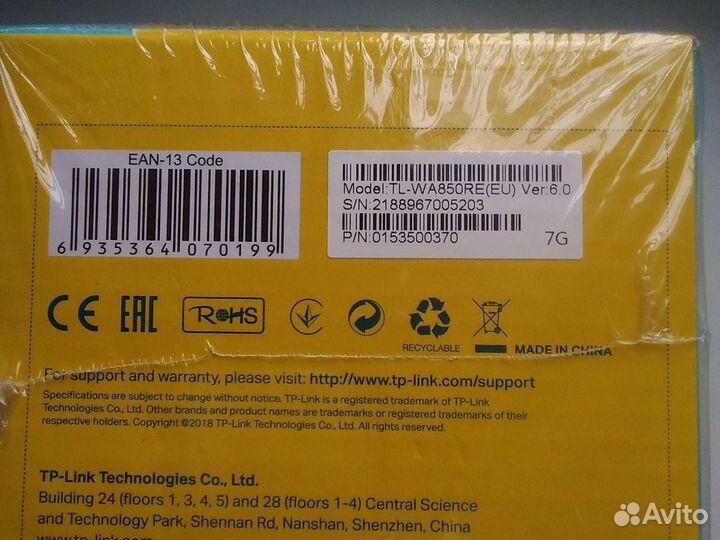 EAN-13 Code
6 935364 070199
Model:TL-WA850RE(EU) Ver:6.0
S/N:2188967005203
P/N:0153500370 7G
CE EAC RoHS
RECYCLABLE
MADE IN CHINA
For support and warranty, please visit: http://www.tp-link.com/support
Specifications are subject to change without notice. TP-Link is a registered trademark of TP-Link
Technologies Co., Ltd. Other brands and product names are trademarks or registered trademarks of their
respective holders. Copyright ©2018 TP-Link Technologies Co., Ltd. All rights reserved.
TP-Link Technologies Co., Ltd.
Building 24 (floors 1, 3, 4, 5) and 28 (floors 1-4) Central Science
and Technology Park, Shennan Rd, Nanshan, Shenzhen, China
www.tp-link.com
Avito